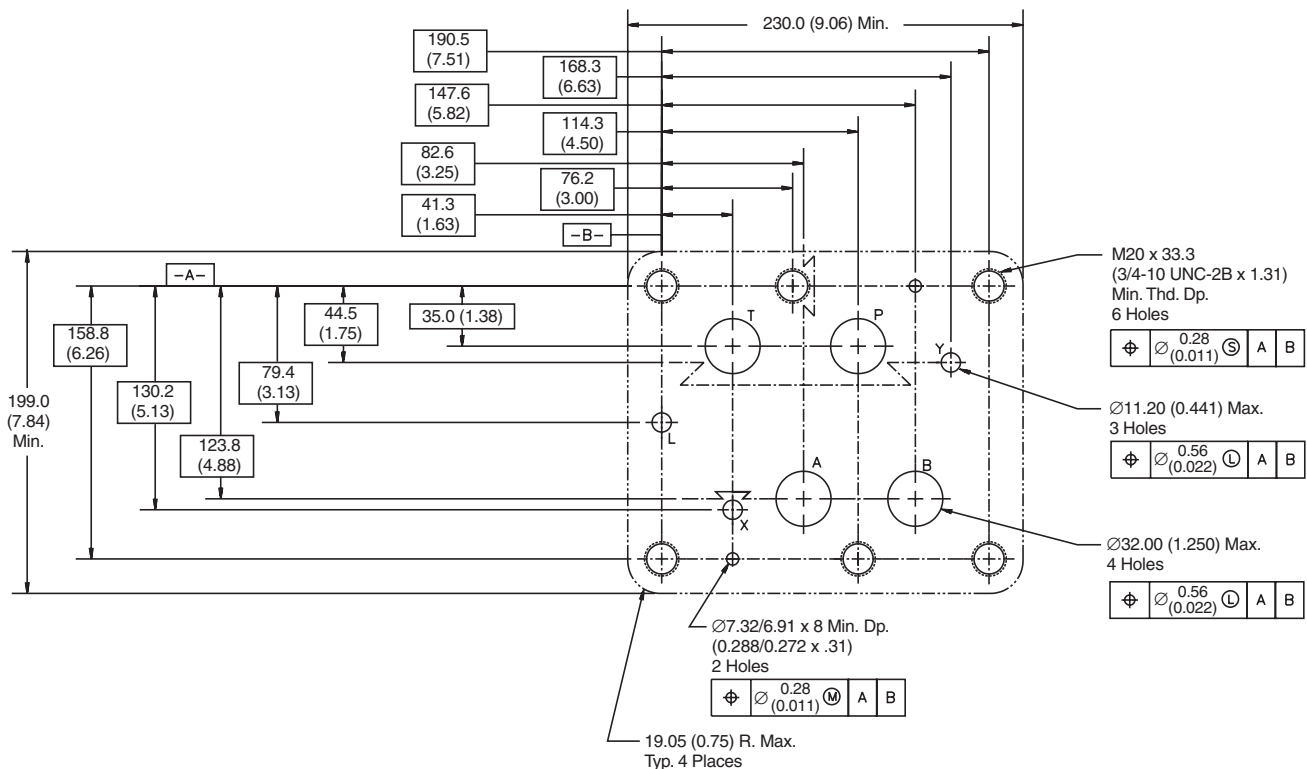 230.0 (9.06) Min.
190.5
(7.51)
168.3
(6.63)
147.6
(5.82)
114.3
(4.50)
82.6
(3.25)
76.2
(3.00)
41.3
(1.63)
-B-
-A-
M20 x 33.3
(3/4-10 UNC-2B x 1.31)
Min. Thd. Dp.
6 Holes
⌖ ∅ 0.28 (0.011) Ⓢ A B
44.5
(1.75)
35.0 (1.38)
T
P
Y
158.8
(6.26)
79.4
(3.13)
130.2
(5.13)
199.0
(7.84)
Min.
123.8
(4.88)
L
A
B
X
∅11.20 (0.441) Max.
3 Holes
⌖ ∅ 0.56 (0.022) Ⓛ A B
∅32.00 (1.250) Max.
4 Holes
⌖ ∅ 0.56 (0.022) Ⓛ A B
∅7.32/6.91 x 8 Min. Dp.
(0.288/0.272 x .31)
2 Holes
⌖ ∅ 0.28 (0.011) Ⓜ A B
19.05 (0.75) R. Max.
Typ. 4 Places